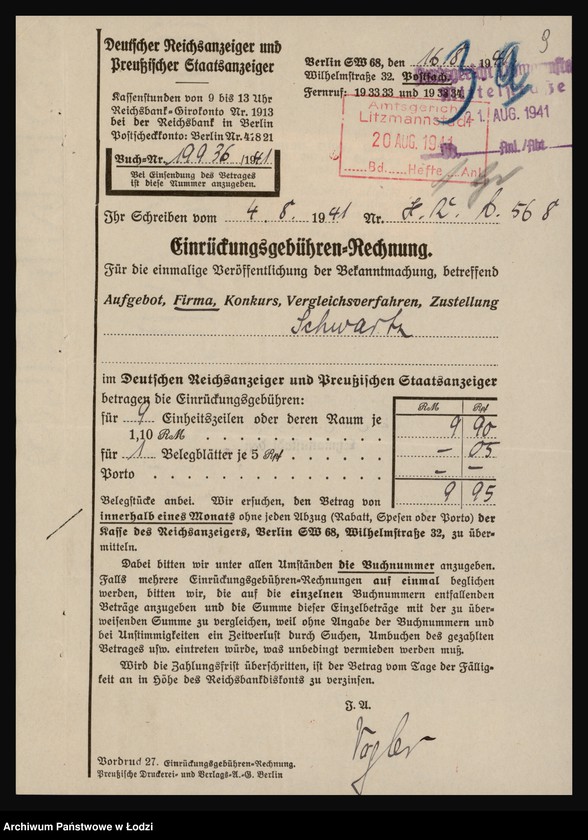 9
Deutscher Reichsanzeiger und
Preußischer Staatsanzeiger
Kassenstunden von 9 bis 13 Uhr
Reichsbank-Girokonto Nr. 1913
bei der Reichsbank in Berlin
Postscheckkonto: Berlin Nr. 41821
Buch-Nr. 19936/1941
Bei Einsendung des Betrages
ist diese Nummer anzugeben.
Berlin SW 68, den 16. 8. 1941
Wilhelmstraße 32. Postfach.
Fernruf: 19 33 33 und 19 33 34.
21. AUG. 1941
Anl./Akt.
Amtsgericht
Litzmannstadt
20 AUG. 1941
Bd. Hefte Anl.
Ihr Schreiben vom 4. 8. 1941 Nr. 568
Einrückungsgebühren-Rechnung.
Für die einmalige Veröffentlichung der Bekanntmachung, betreffend
Aufgebot, Firma, Konkurs, Vergleichsverfahren, Zustellung
Schwartz
im Deutschen Reichsanzeiger und Preußischen Staatsanzeiger
betragen die Einrückungsgebühren:
RM Rpf
für 9 Einheitszeilen oder deren Raum je
1,10 RM 9 90
für 1 Belegblätter je 5 Rpf – 05
Porto – –
9 95
Belegstücke anbei. Wir ersuchen, den Betrag von
innerhalb eines Monats ohne jeden Abzug (Rabatt, Spesen oder Porto) der
Kasse des Reichsanzeigers, Berlin SW 68, Wilhelmstraße 32, zu über-
mitteln.
Dabei bitten wir unter allen Umständen die Buchnummer anzugeben.
Falls mehrere Einrückungsgebühren-Rechnungen auf einmal beglichen
werden, bitten wir, die auf die einzelnen Buchnummern entfallenden
Beträge anzugeben und die Summe dieser Einzelbeträge mit der zu über-
weisenden Summe zu vergleichen, weil ohne Angabe der Buchnummern und
bei Unstimmigkeiten ein Zeitverlust durch Suchen, Umbuchen des gezahlten
Betrages usw. eintreten würde, was unbedingt vermieden werden muß.
Wird die Zahlungsfrist überschritten, ist der Betrag vom Tage der Fällig-
keit an in Höhe des Reichsbankdiskonts zu verzinsen.
J. A.
Vogler
Vordruck 27. Einrückungsgebühren-Rechnung.
Preußische Druckerei- und Verlags-A.-G. Berlin
Archiwum Państwowe w Łodzi